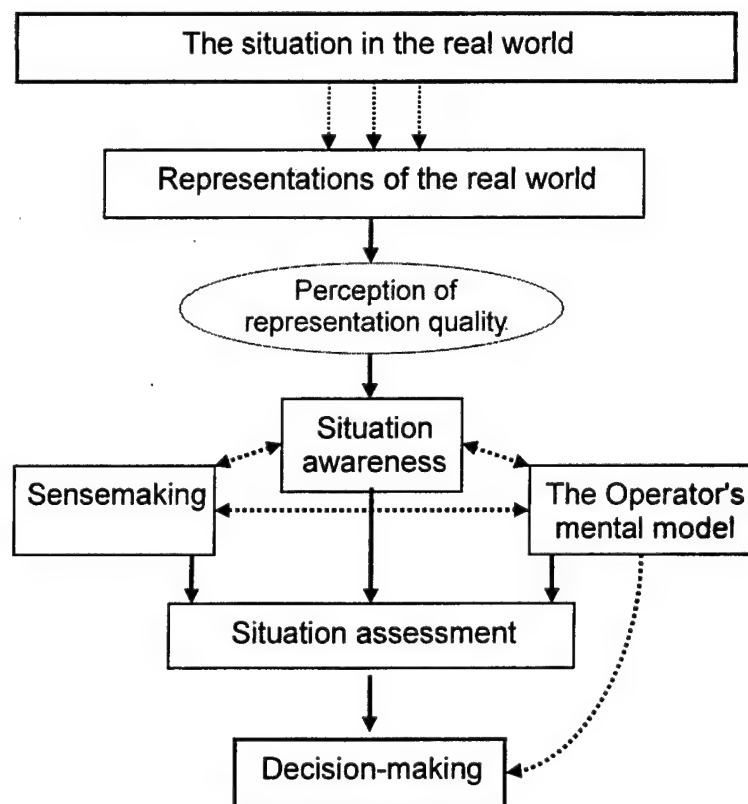 The situation in the real world
Representations of the real world
Perception of
representation quality
Situation
awareness
Sensemaking
The Operator's
mental model
Situation assessment
Decision-making